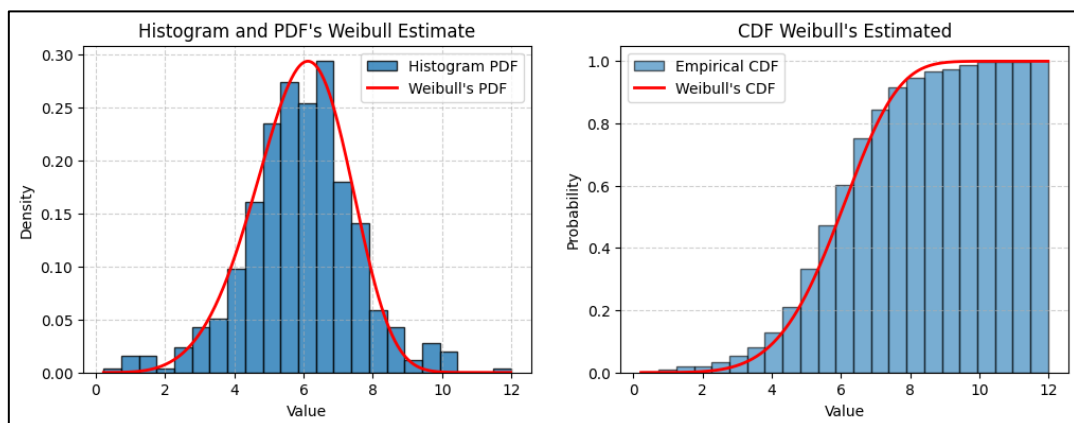 Histogram and PDF's Weibull Estimate
Histogram PDF
Weibull's PDF
Density
0.30
0.25
0.20
0.15
0.10
0.05
0.00
0 2 4 6 8 10 12
Value
CDF Weibull's Estimated
Empirical CDF
Weibull's CDF
Probability
1.0
0.8
0.6
0.4
0.2
0.0
0 2 4 6 8 10 12
Value